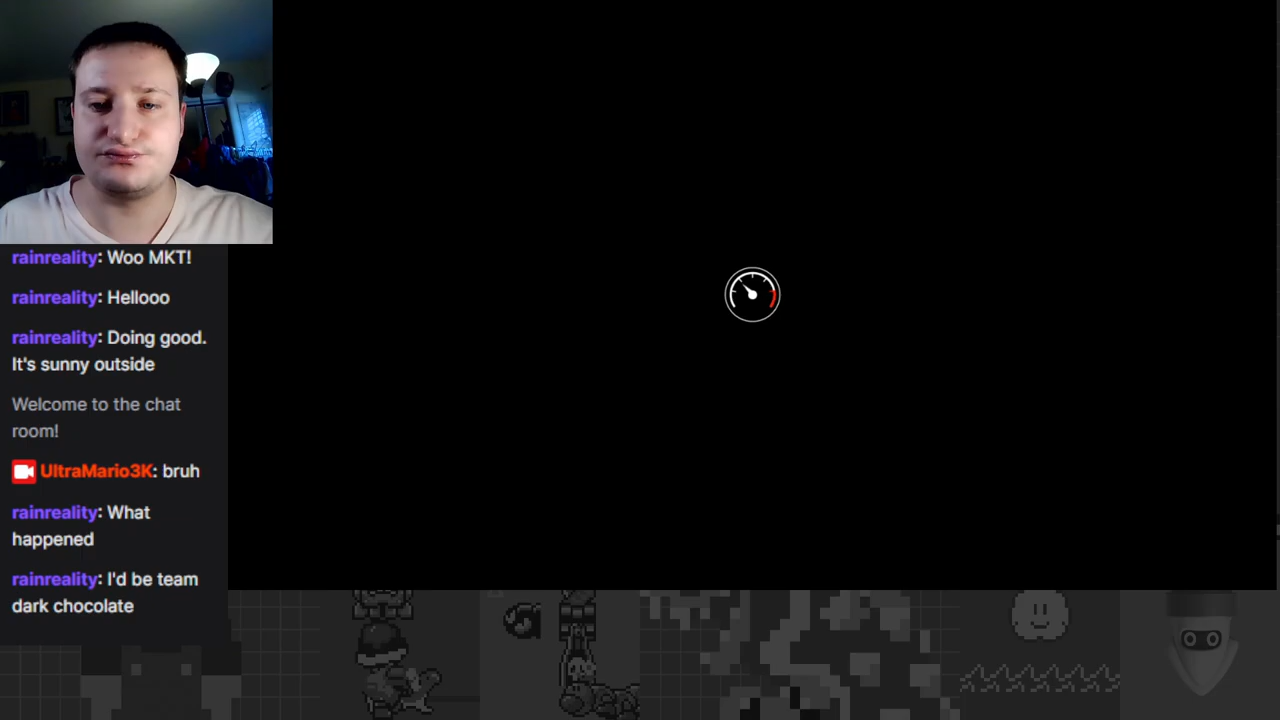 rainreality: Woo MKT!
rainreality: Hellooo
rainreality: Doing good.
It's sunny outside
Welcome to the chat
room!
UltraMario3K: bruh
rainreality: What
happened
rainreality: I'd be team
dark chocolate